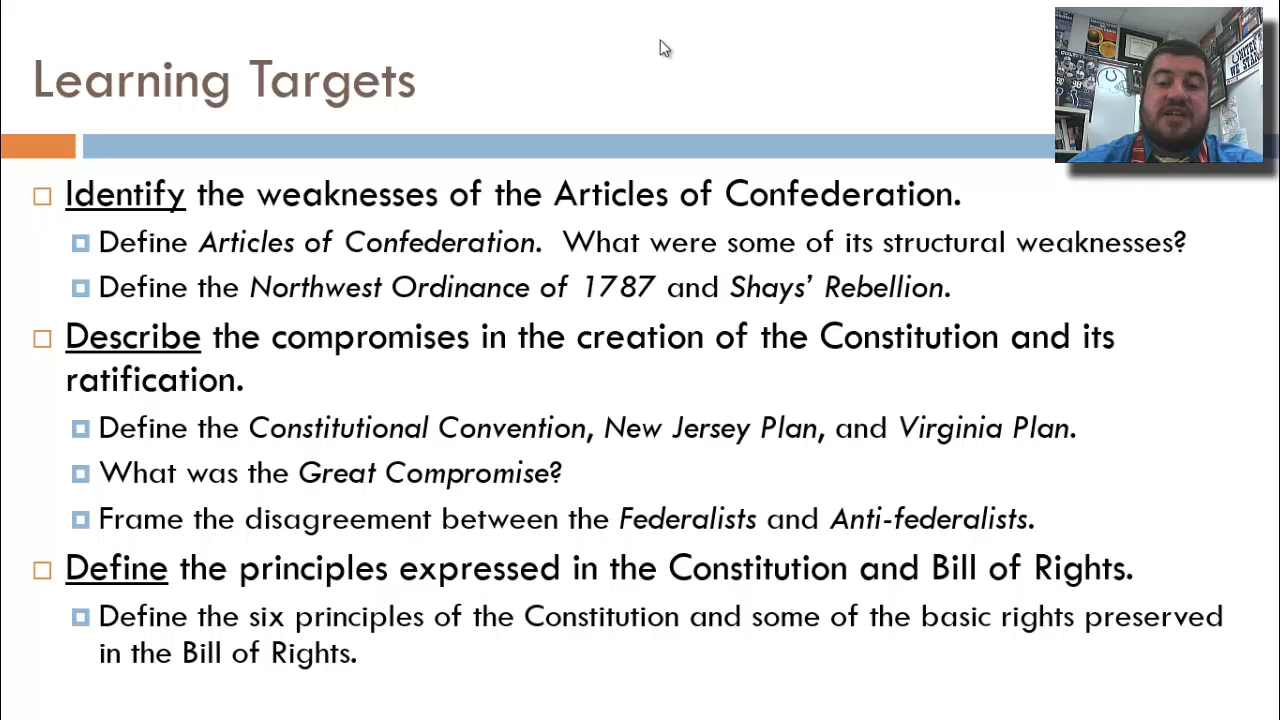 Learning Targets
Identify the weaknesses of the Articles of Confederation.
Define Articles of Confederation. What were some of its structural weaknesses?
Define the Northwest Ordinance of 1787 and Shays’ Rebellion.
Describe the compromises in the creation of the Constitution and its
ratification.
Define the Constitutional Convention, New Jersey Plan, and Virginia Plan.
What was the Great Compromise?
Frame the disagreement between the Federalists and Anti-federalists.
Define the principles expressed in the Constitution and Bill of Rights.
Define the six principles of the Constitution and some of the basic rights preserved
in the Bill of Rights.